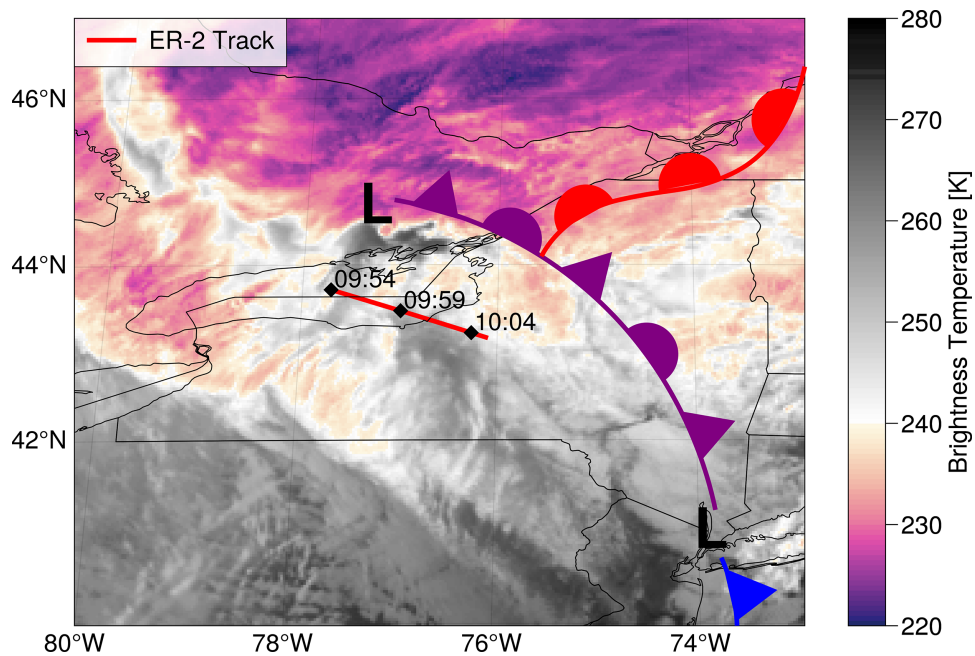 ER-2 Track
46°N
44°N
42°N
80°W
78°W
76°W
74°W
L
09:54
09:59
10:04
L
280
270
260
250
240
230
220
Brightness Temperature [K]